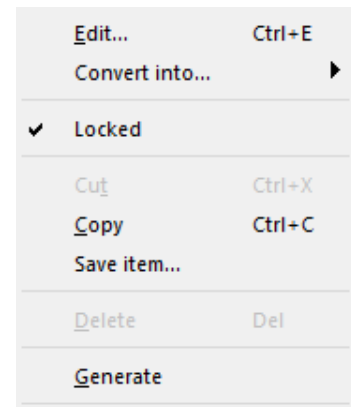 Edit... Ctrl+E
Convert into...
Locked
Cut Ctrl+X
Copy Ctrl+C
Save item...
Delete Del
Generate